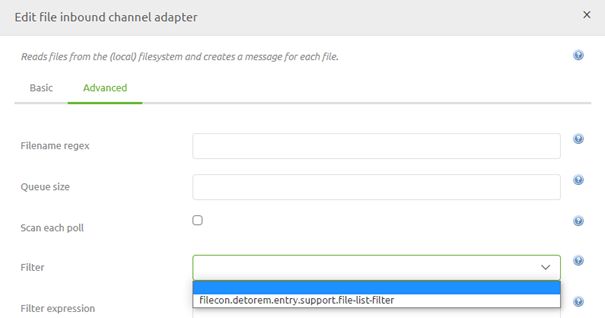 Edit file inbound channel adapter
×
Reads files from the (local) filesystem and creates a message for each file.
?
Basic
Advanced
Filename regex
?
Queue size
?
Scan each poll
?
Filter
?
filecon.detorem.entry.support.file-list-filter
Filter expression
?